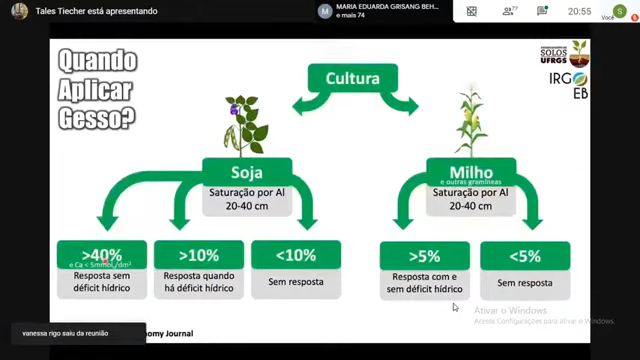 Tales Tiecher está apresentando
M
MARIA EDUARDA GRISANG BEH...
e mais 74
77
20:55
Você
S
Quando
Aplicar
Gesso?
SOLOS
UFRGS
IRG
EB
Cultura
Soja
Saturação por Al
20-40 cm
Milho
e outras gramíneas
Saturação por Al
20-40 cm
>40%
e Ca < 5mmolc/dm³
Resposta sem
déficit hídrico
>10%
Resposta quando
há déficit hídrico
<10%
Sem resposta
>5%
Resposta com e
sem déficit hídrico
<5%
Sem resposta
Ativar o Windows
Acesse Configurações para ativar o Windows.
vanessa rigo saiu da reunião
nomy Journal